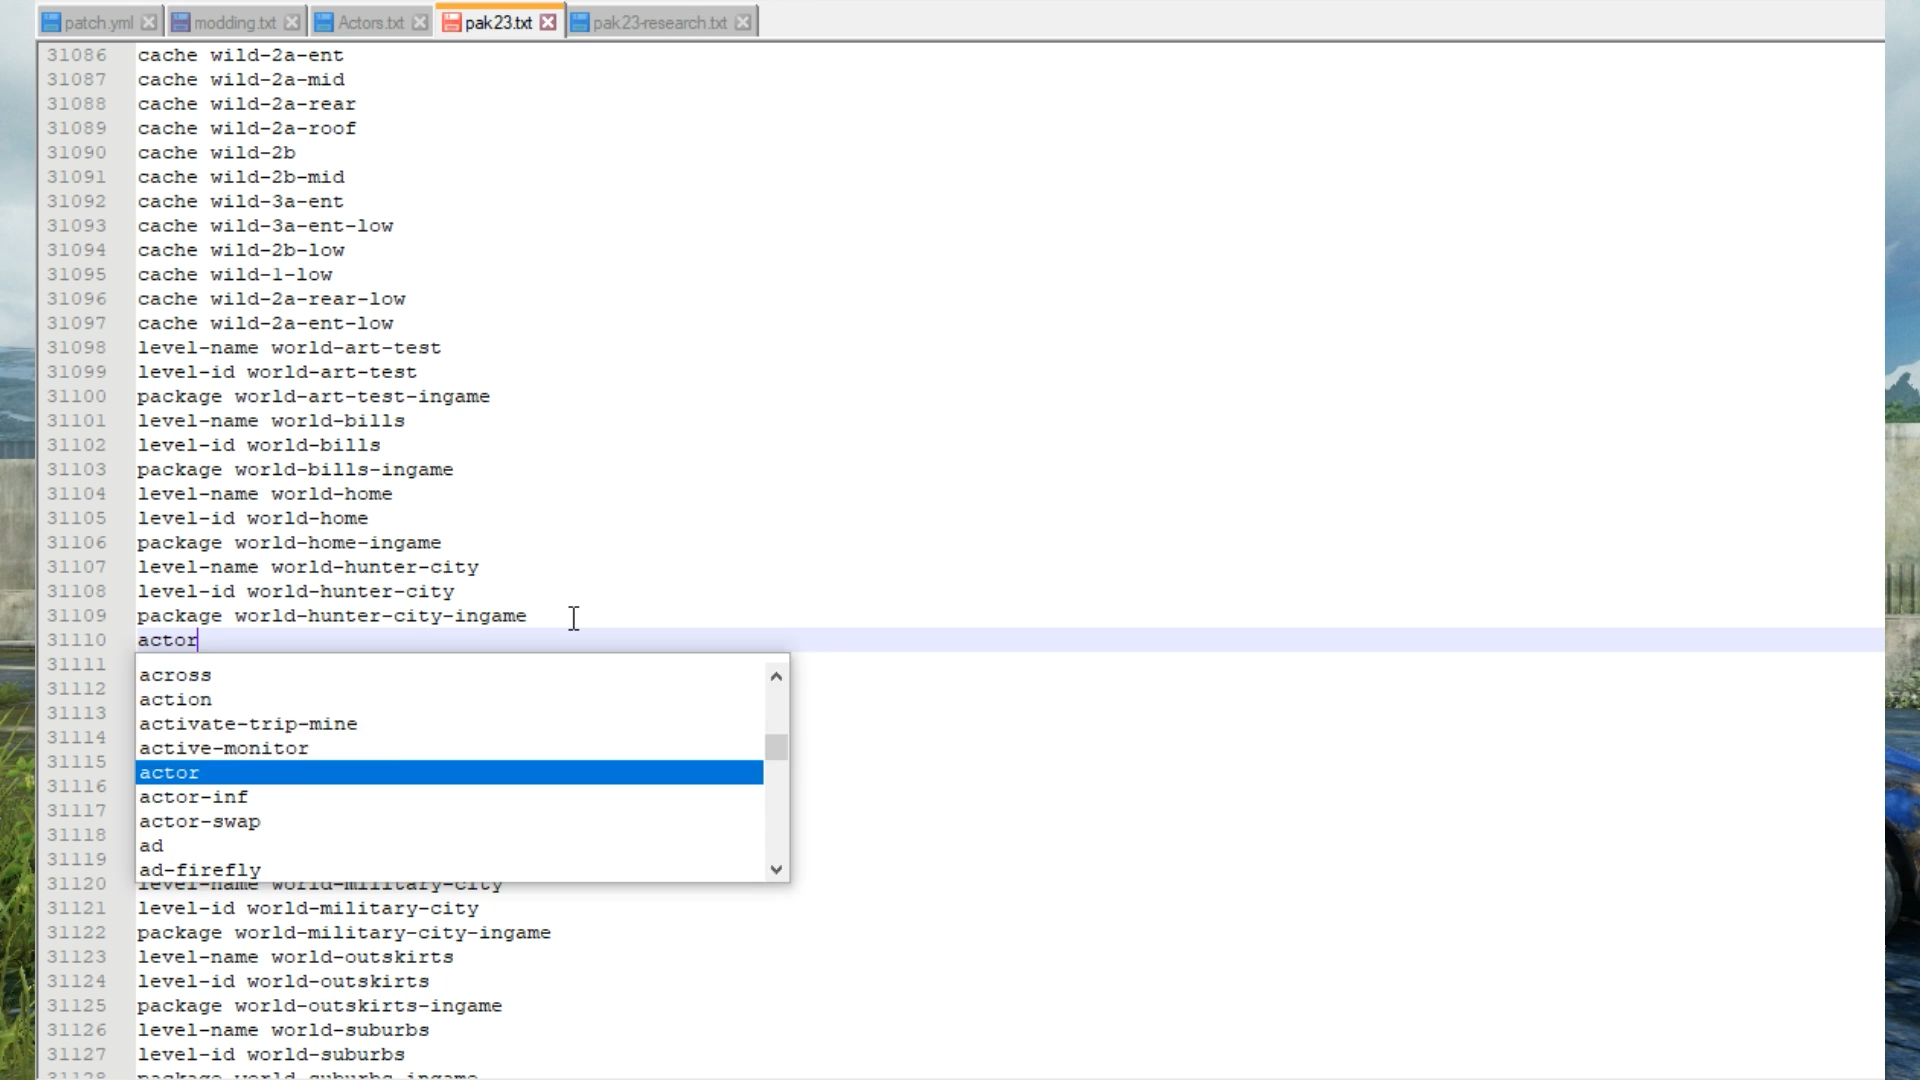 patch.yml modding.txt Actors.txt pak23.txt pak23-research.txt
31086 cache wild-2a-ent
31087 cache wild-2a-mid
31088 cache wild-2a-rear
31089 cache wild-2a-roof
31090 cache wild-2b
31091 cache wild-2b-mid
31092 cache wild-3a-ent
31093 cache wild-3a-ent-low
31094 cache wild-2b-low
31095 cache wild-1-low
31096 cache wild-2a-rear-low
31097 cache wild-2a-ent-low
31098 level-name world-art-test
31099 level-id world-art-test
31100 package world-art-test-ingame
31101 level-name world-bills
31102 level-id world-bills
31103 package world-bills-ingame
31104 level-name world-home
31105 level-id world-home
31106 package world-home-ingame
31107 level-name world-hunter-city
31108 level-id world-hunter-city
31109 package world-hunter-city-ingame
31110 actor
31111
across
31112
action
31113
activate-trip-mine
31114
active-monitor
31115
actor
31116
actor-inf
31117
actor-swap
31118
ad
31119
ad-firefly
31120 level-name world-military-city
31121 level-id world-military-city
31122 package world-military-city-ingame
31123 level-name world-outskirts
31124 level-id world-outskirts
31125 package world-outskirts-ingame
31126 level-name world-suburbs
31127 level-id world-suburbs
31128 package world-suburbs-ingame